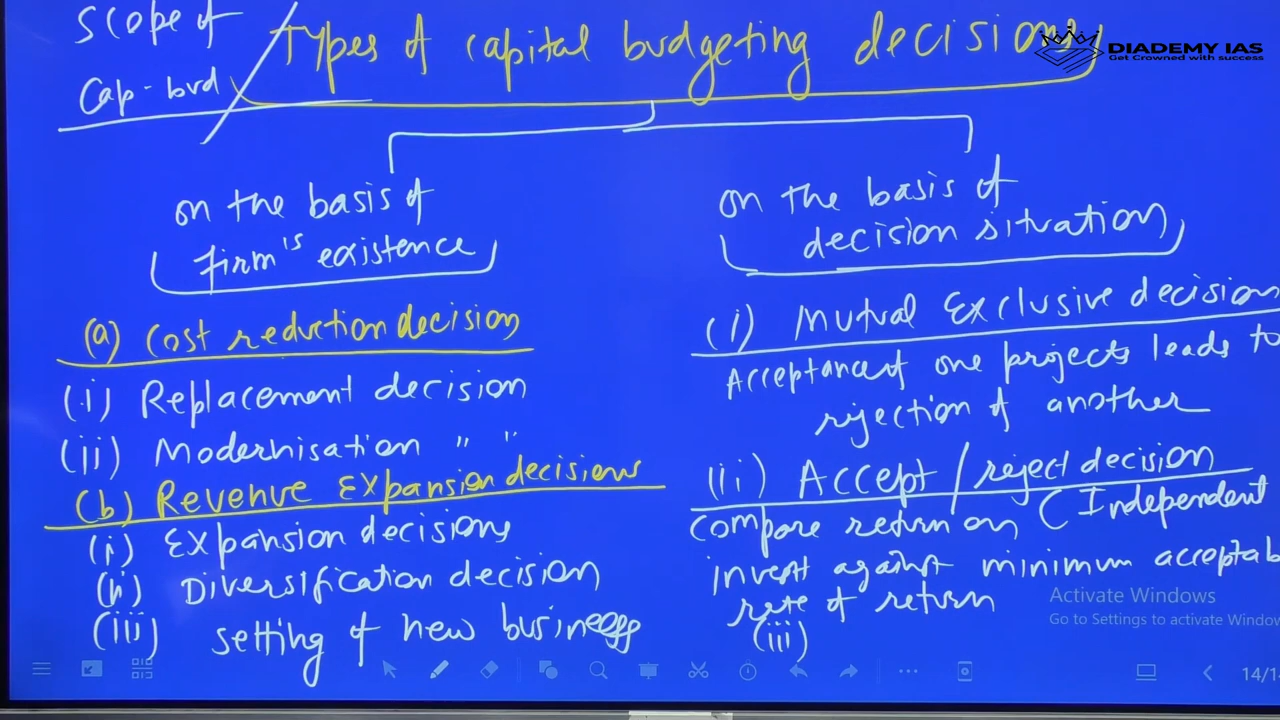 Scope of
Cap-bud
Types of capital budgeting decisions
DIADEMY IAS
Get Crowned with success
on the basis of
firm's existence
(a) Cost reduction decision
(i) Replacement decision
(ii) Modernisation " "
(b) Revenue Expansion decisions
(i) Expansion decisions
(ii) Diversification decision
(iii) setting of new business
on the basis of
decision situation
(i) Mutual Exclusive decision
Acceptance of one projects leads to
rejection of another
(ii) Accept / reject decision
(Independent
compare return on
invest against minimum acceptab
rate of return
(iii)
Activate Windows
Go to Settings to activate Window
14/1